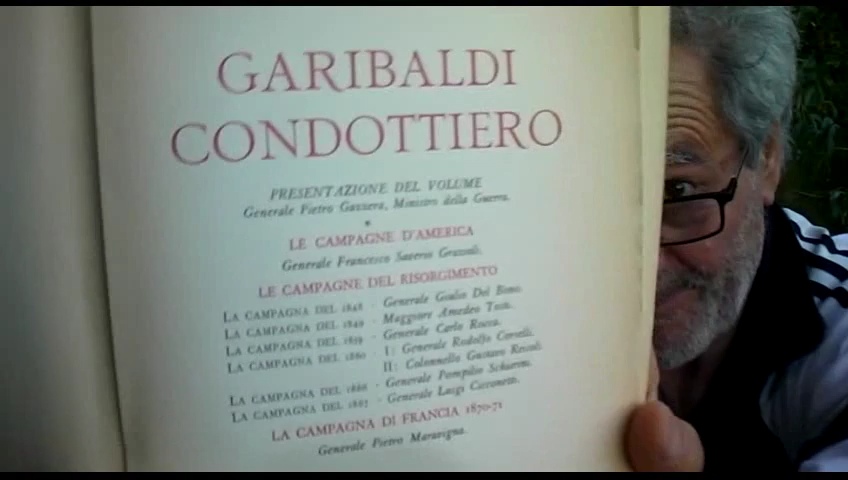 GARIBALDI
CONDOTTIERO
PRESENTAZIONE DEL VOLUME
Generale Pietro Gazzera, Ministro della Guerra.
*
LE CAMPAGNE D'AMERICA
Generale Francesco Saverio Grazioli.
LE CAMPAGNE DEL RISORGIMENTO
LA CAMPAGNA DEL 1848 - Generale Giulio Del Bono.
LA CAMPAGNA DEL 1849 - Maggiore Amedeo Tosti.
LA CAMPAGNA DEL 1859 - Generale Carlo Rocca.
LA CAMPAGNA DEL 1860 - I: Generale Rodolfo Corselli.
II: Colonnello Gustavo
LA CAMPAGNA DEL 1866 - Generale Pompilio
LA CAMPAGNA DEL 1867 - Generale Luigi
LA CAMPAGNA DI FRANCIA 1870-71
Generale Pietro Maravigna.